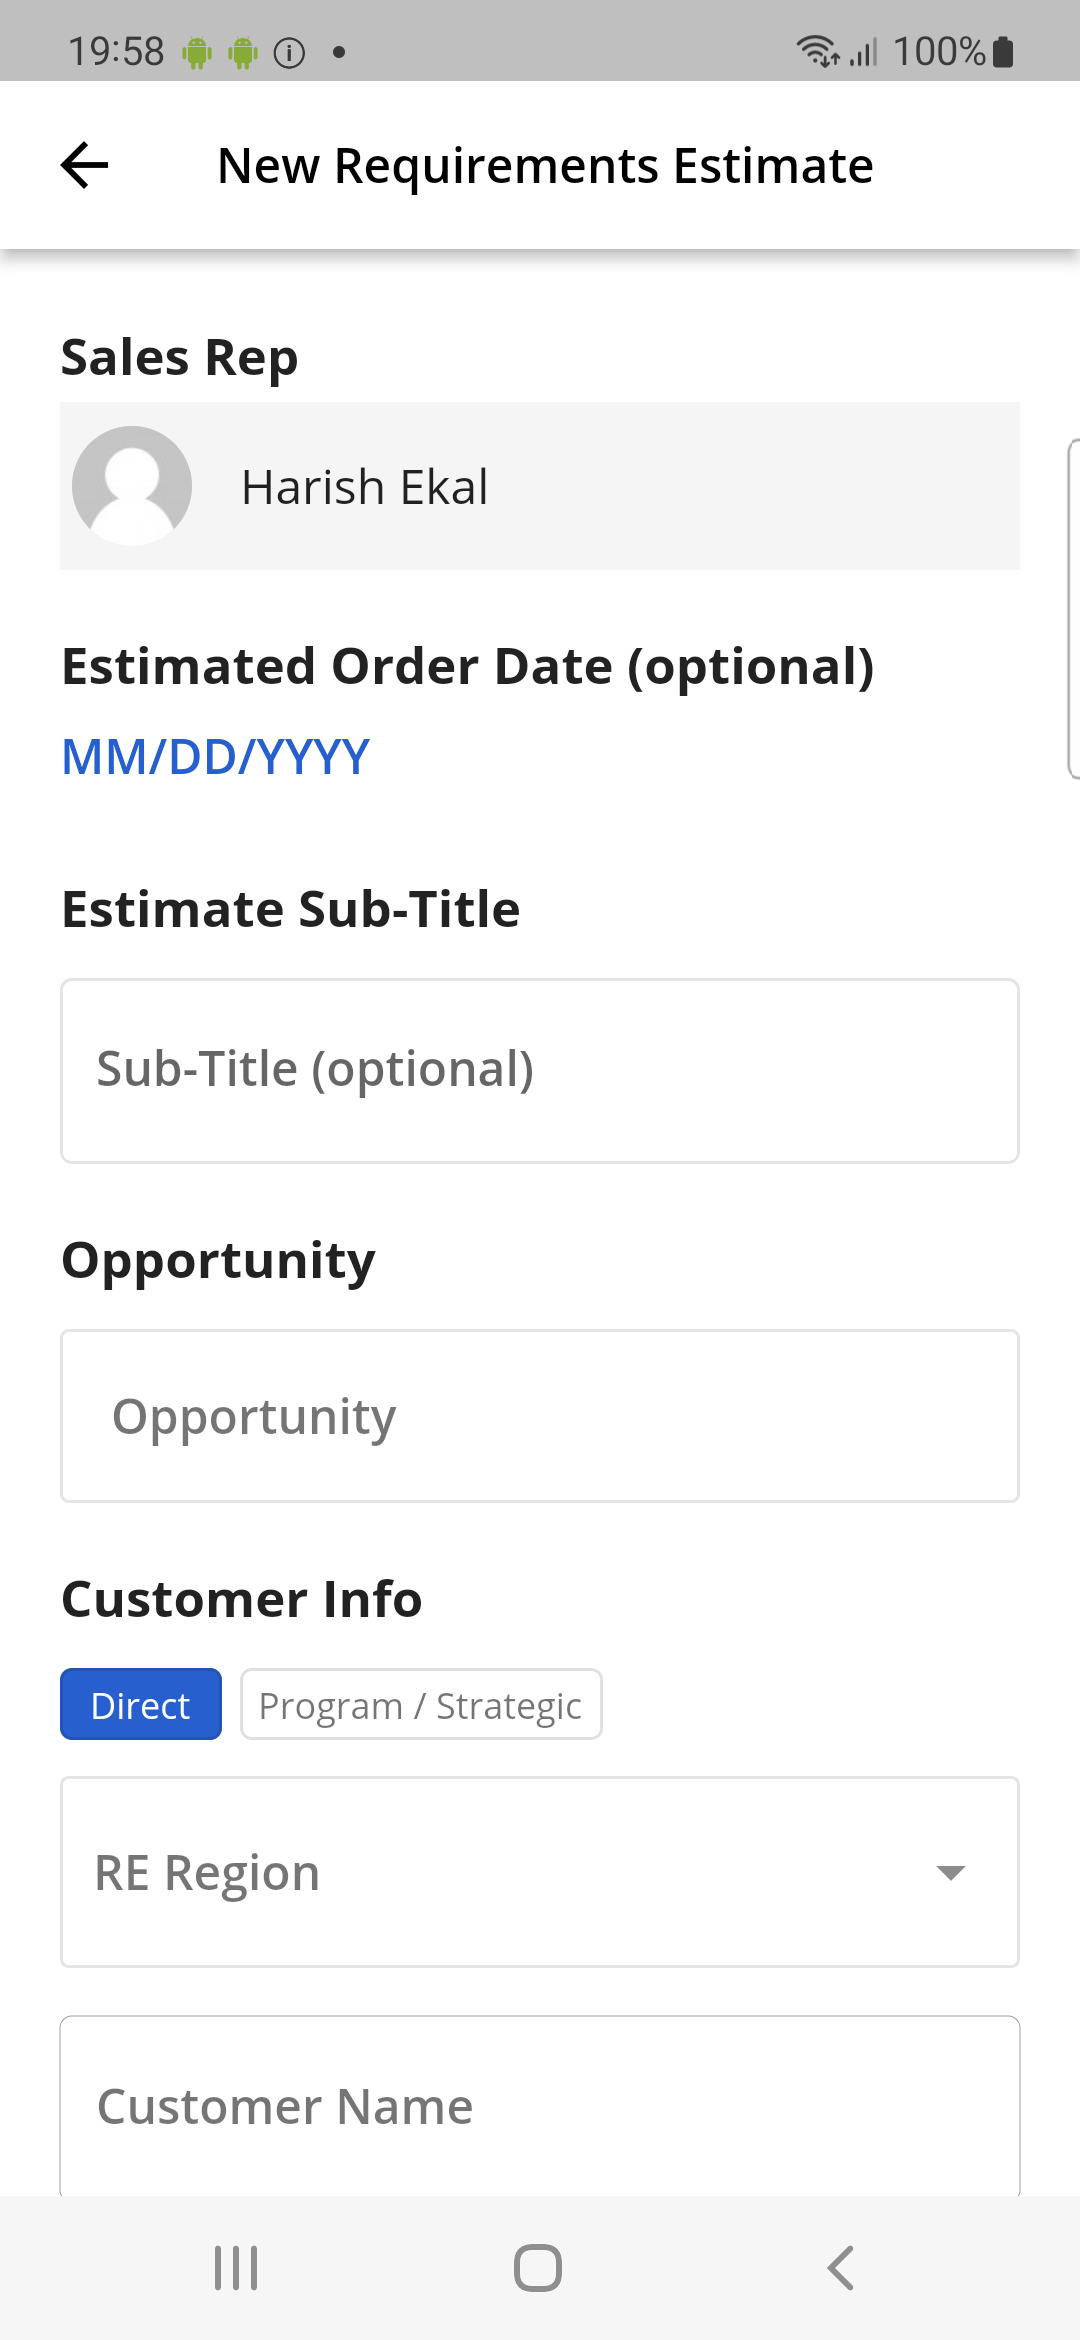 19:58
100%
New Requirements Estimate
Sales Rep
Harish Ekal
Estimated Order Date (optional)
MM/DD/YYYY
Estimate Sub-Title
Sub-Title (optional)
Opportunity
Opportunity
Customer Info
Direct
Program / Strategic
RE Region
Customer Name